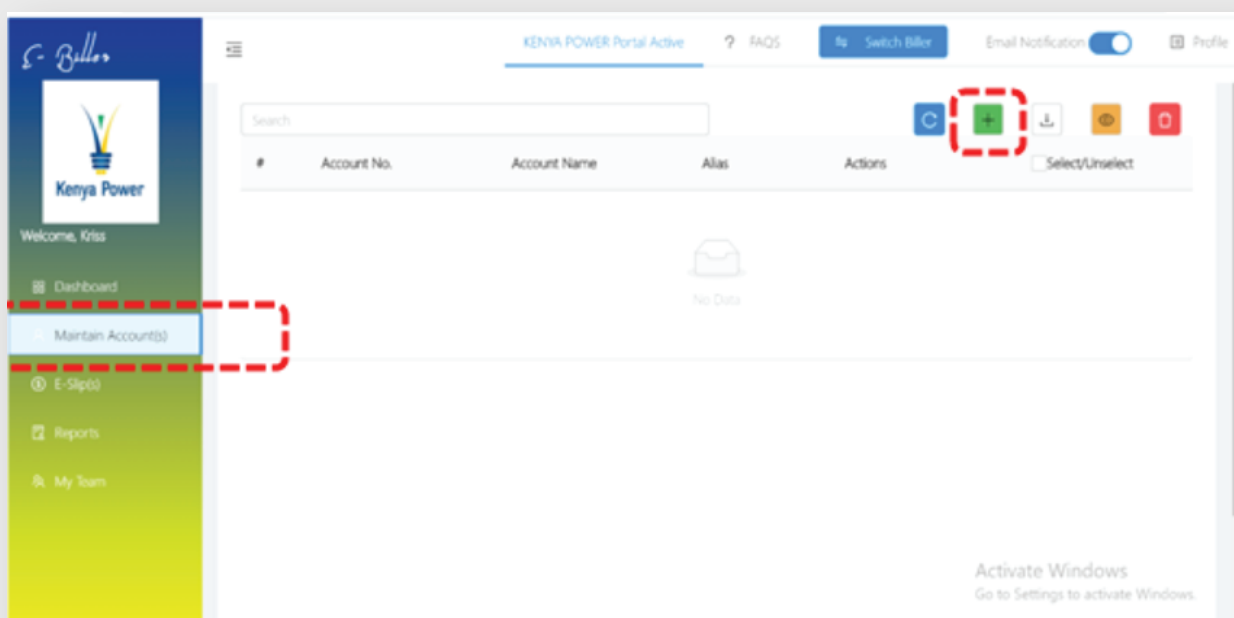 E-Biller
KENYA POWER Portal Active
? FAQS
Switch Biller
Email Notification
Profile
Kenya Power
Welcome, Kriss
Dashboard
Maintain Account(s)
E-Slip(s)
Reports
My Team
Search
# Account No. Account Name Alias Actions Select/Unselect
No Data
Activate Windows
Go to Settings to activate Windows.